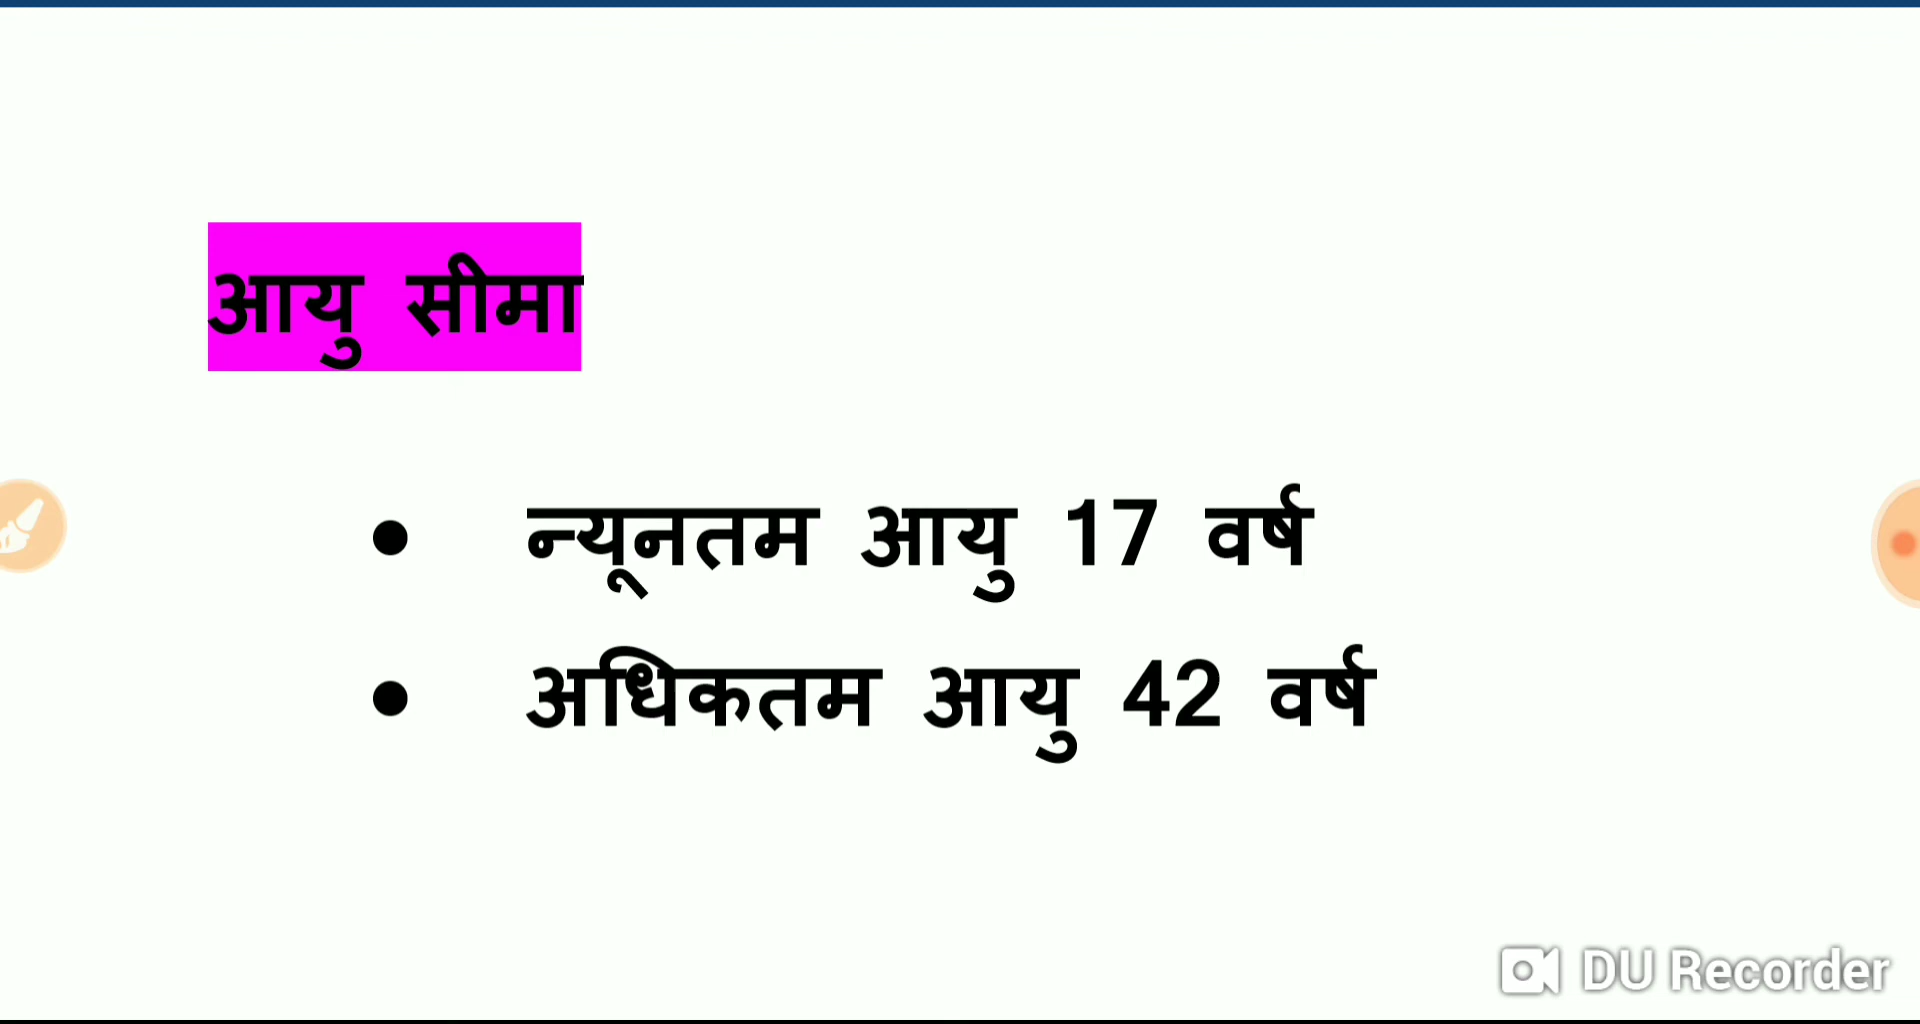 आयु सीमा
• न्यूनतम आयु 17 वर्ष
• अधिकतम आयु 42 वर्ष
DU Recorder